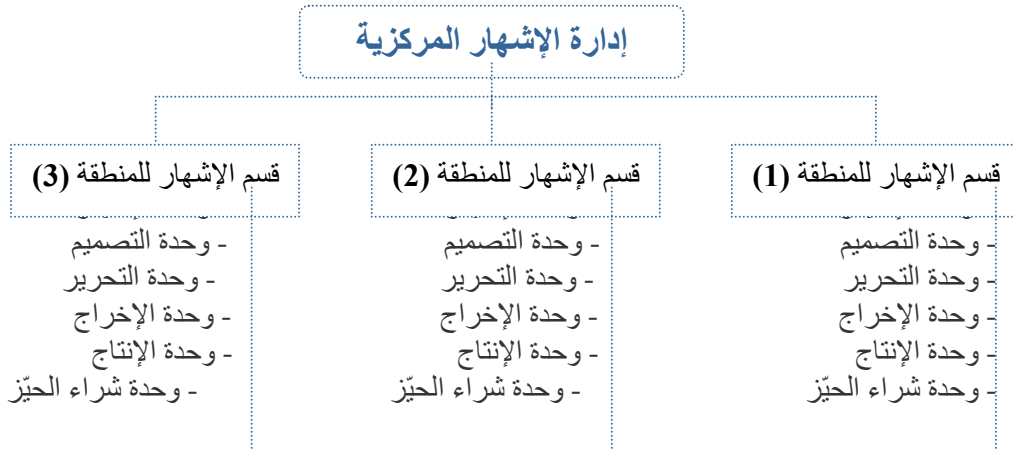 إدارة الإشهار المركزية
قسم الإشهار للمنطقة (1)
- وحدة التصميم
- وحدة التحرير
- وحدة الإخراج
- وحدة الإنتاج
- وحدة شراء الحيّز
قسم الإشهار للمنطقة (2)
- وحدة التصميم
- وحدة التحرير
- وحدة الإخراج
- وحدة الإنتاج
- وحدة شراء الحيّز
قسم الإشهار للمنطقة (3)
- وحدة التصميم
- وحدة التحرير
- وحدة الإخراج
- وحدة الإنتاج
- وحدة شراء الحيّز